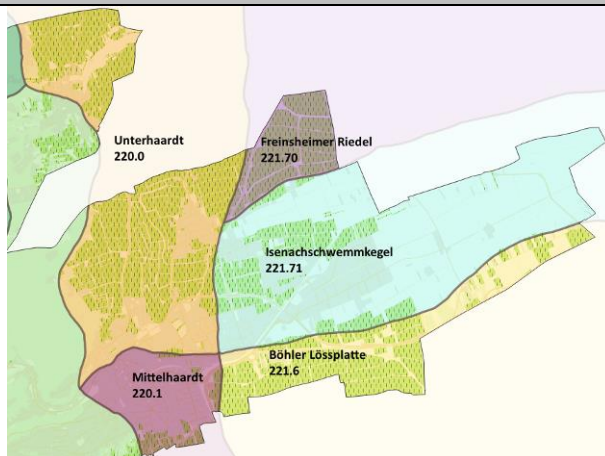 Unterhaardt
220.0
Freinsheimer Riedel
221.70
Isenachschwemmkegel
221.71
Böhler Lössplatte
221.6
Mittelhaardt
220.1